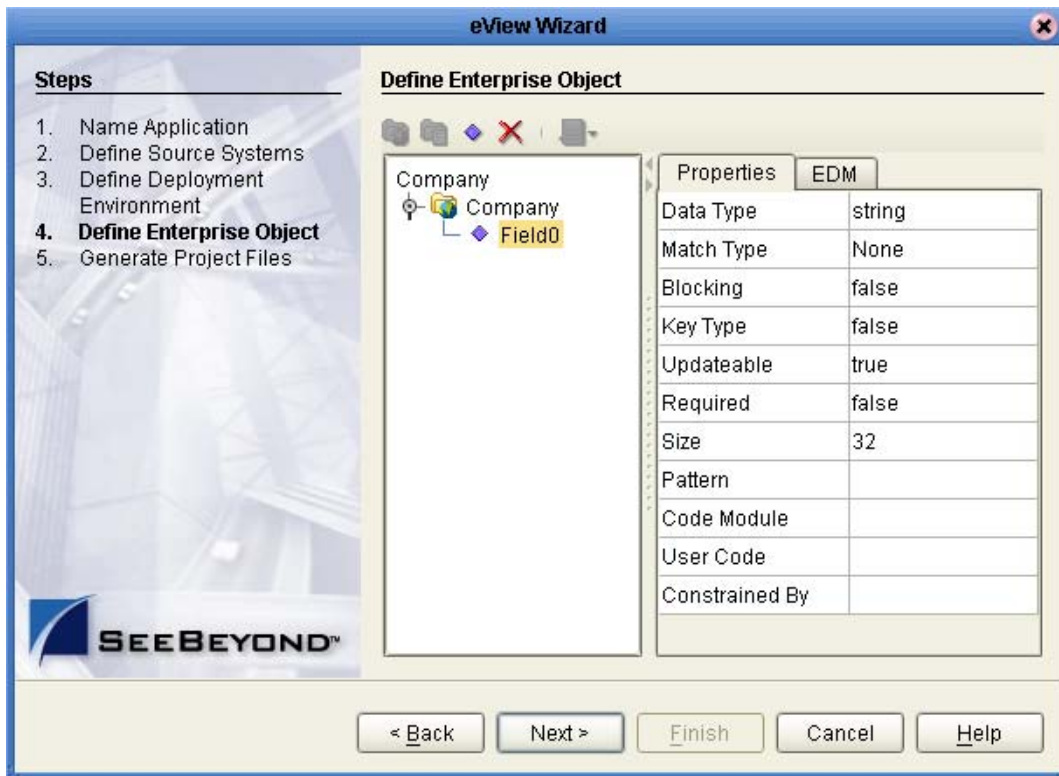 eView Wizard
Steps
1. Name Application
2. Define Source Systems
3. Define Deployment
Environment
4. Define Enterprise Object
5. Generate Project Files
SEEBEYOND™
Define Enterprise Object
Company
Company
Field0
Properties EDM
Data Type string
Match Type None
Blocking false
Key Type false
Updateable true
Required false
Size 32
Pattern
Code Module
User Code
Constrained By
< Back Next > Finish Cancel Help